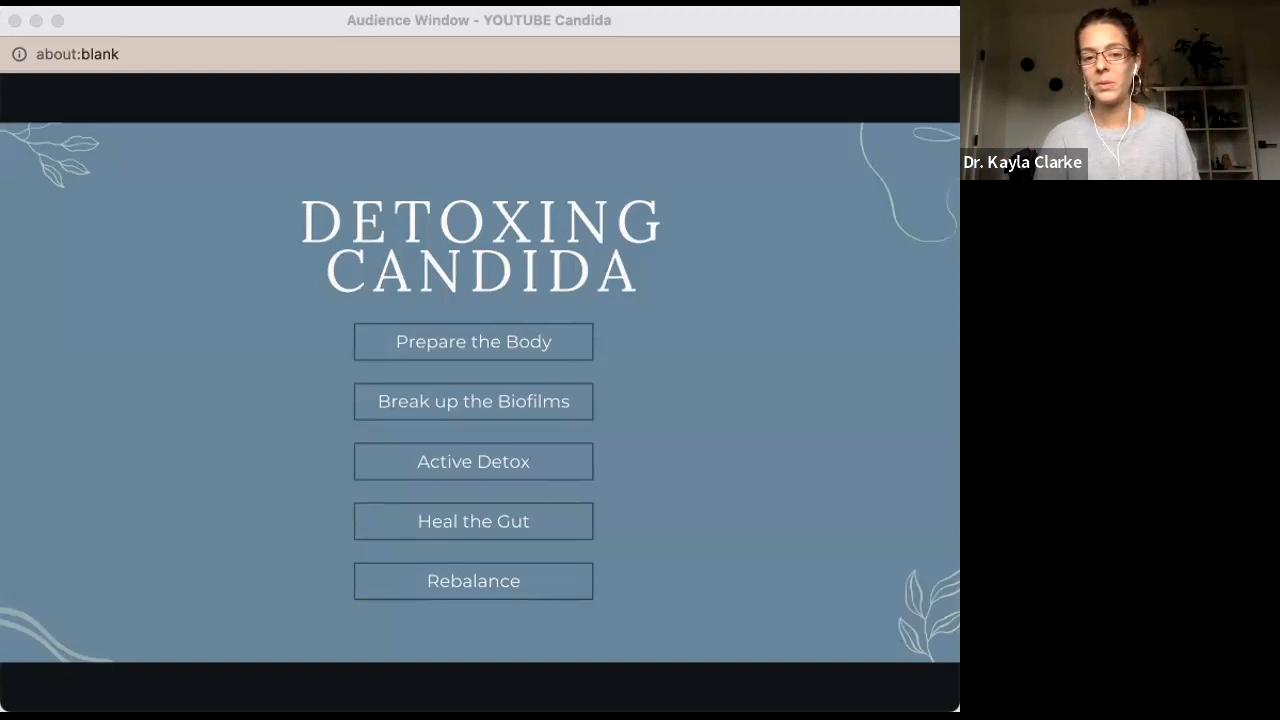 Audience Window - YOUTUBE Candida
about:blank
Dr. Kayla Clarke
DETOXING
CANDIDA
Prepare the Body
Break up the Biofilms
Active Detox
Heal the Gut
Rebalance